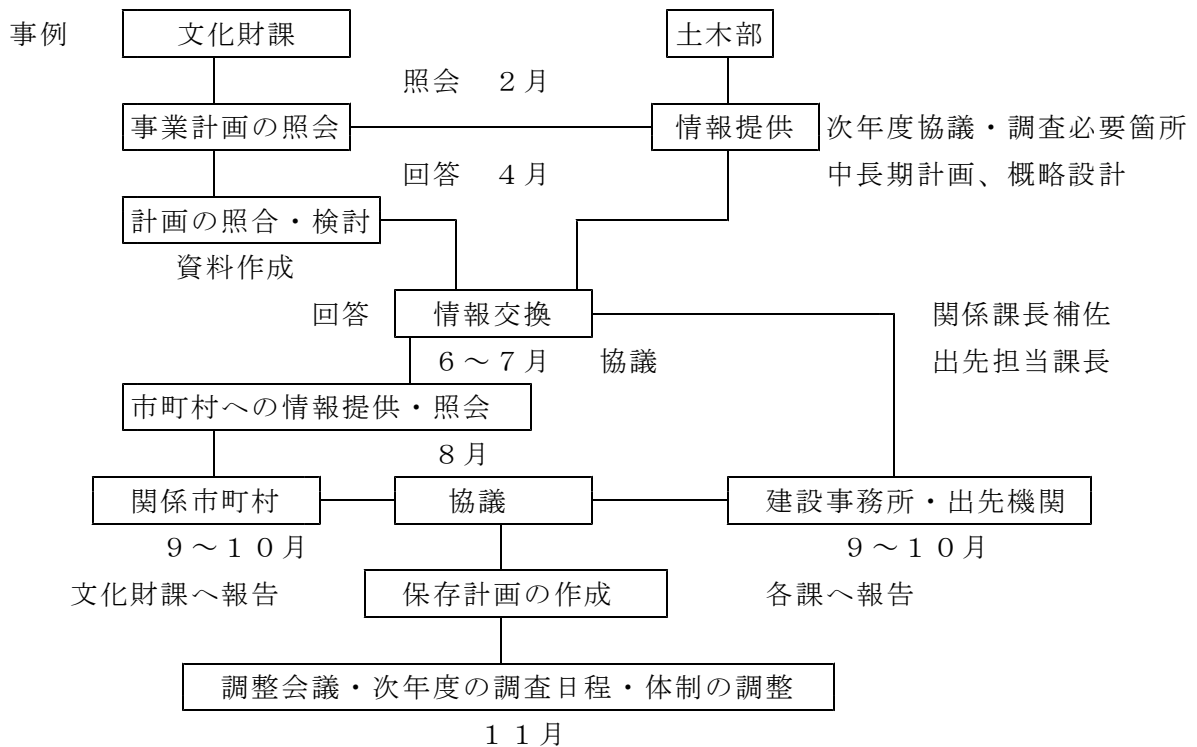 事例
文化財課
土木部
照会　２月
事業計画の照会
情報提供
次年度協議・調査必要箇所
回答　４月
中長期計画、概略設計
計画の照合・検討
資料作成
回答
情報交換
関係課長補佐
６～７月　協議
出先担当課長
市町村への情報提供・照会
８月
関係市町村
協議
建設事務所・出先機関
９～１０月
９～１０月
文化財課へ報告
保存計画の作成
各課へ報告
調整会議・次年度の調査日程・体制の調整
１１月